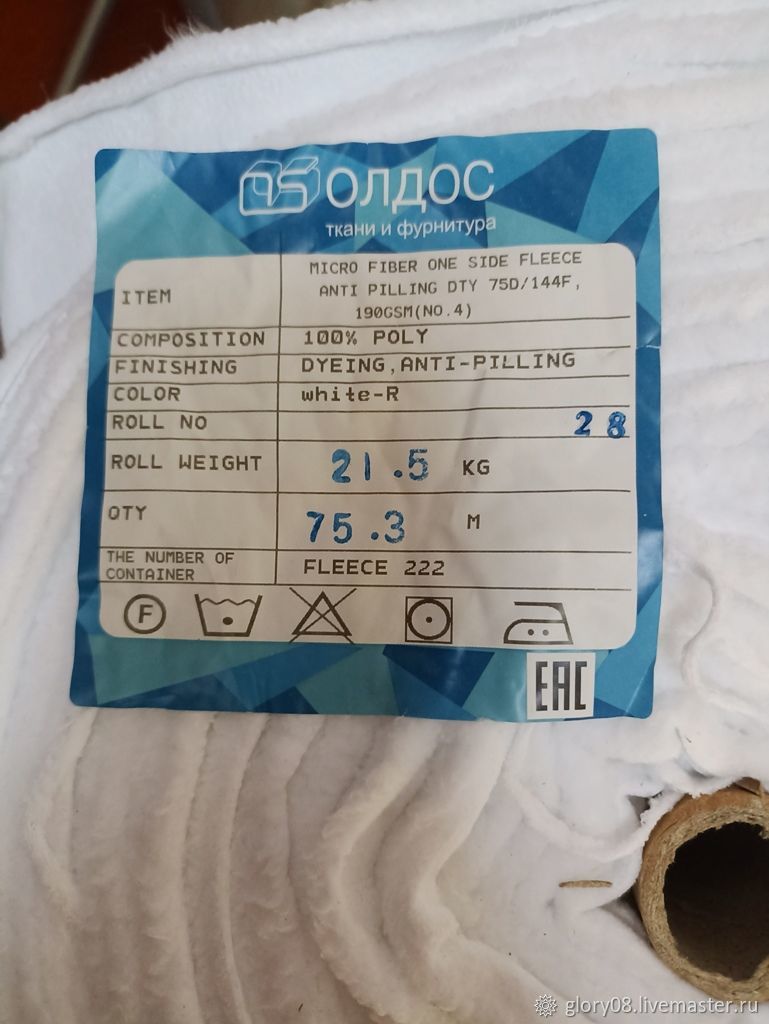 ОЛДОС
ткани и фурнитура
ITEM
MICRO FIBER ONE SIDE FLEECE
ANTI PILLING DTY 75D/144F,
190GSM(NO.4)
COMPOSITION 100% POLY
FINISHING DYEING,ANTI-PILLING
COLOR white-R
ROLL NO 28
ROLL WEIGHT 21.5 KG
QTY 75.3 M
THE NUMBER OF
CONTAINER
FLEECE 222
F
EAC
glory08.livemaster.ru